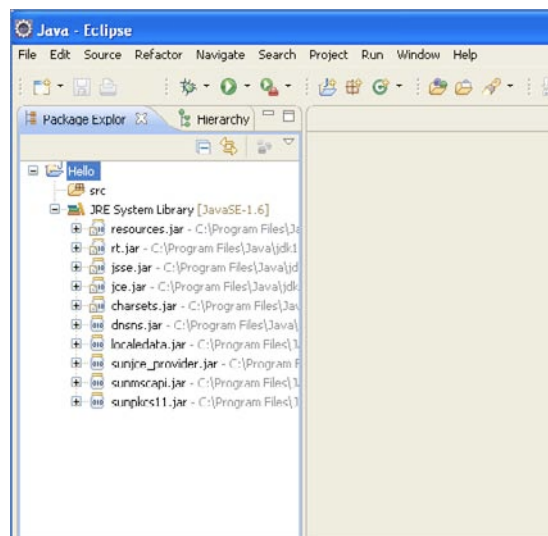 Java - Eclipse
File Edit Source Refactor Navigate Search Project Run Window Help
Package Explor Hierarchy
Hello
src
JRE System Library [JavaSE-1.6]
resources.jar - C:\Program Files\Ja
rt.jar - C:\Program Files\Java\jdk1
jsse.jar - C:\Program Files\Java\jd
jce.jar - C:\Program Files\Java\jdk
charsets.jar - C:\Program Files\Jav
dnsns.jar - C:\Program Files\Java\
localedata.jar - C:\Program Files\J
sunjce_provider.jar - C:\Program F
sunmscapi.jar - C:\Program Files\J
sunpkcs11.jar - C:\Program Files\J